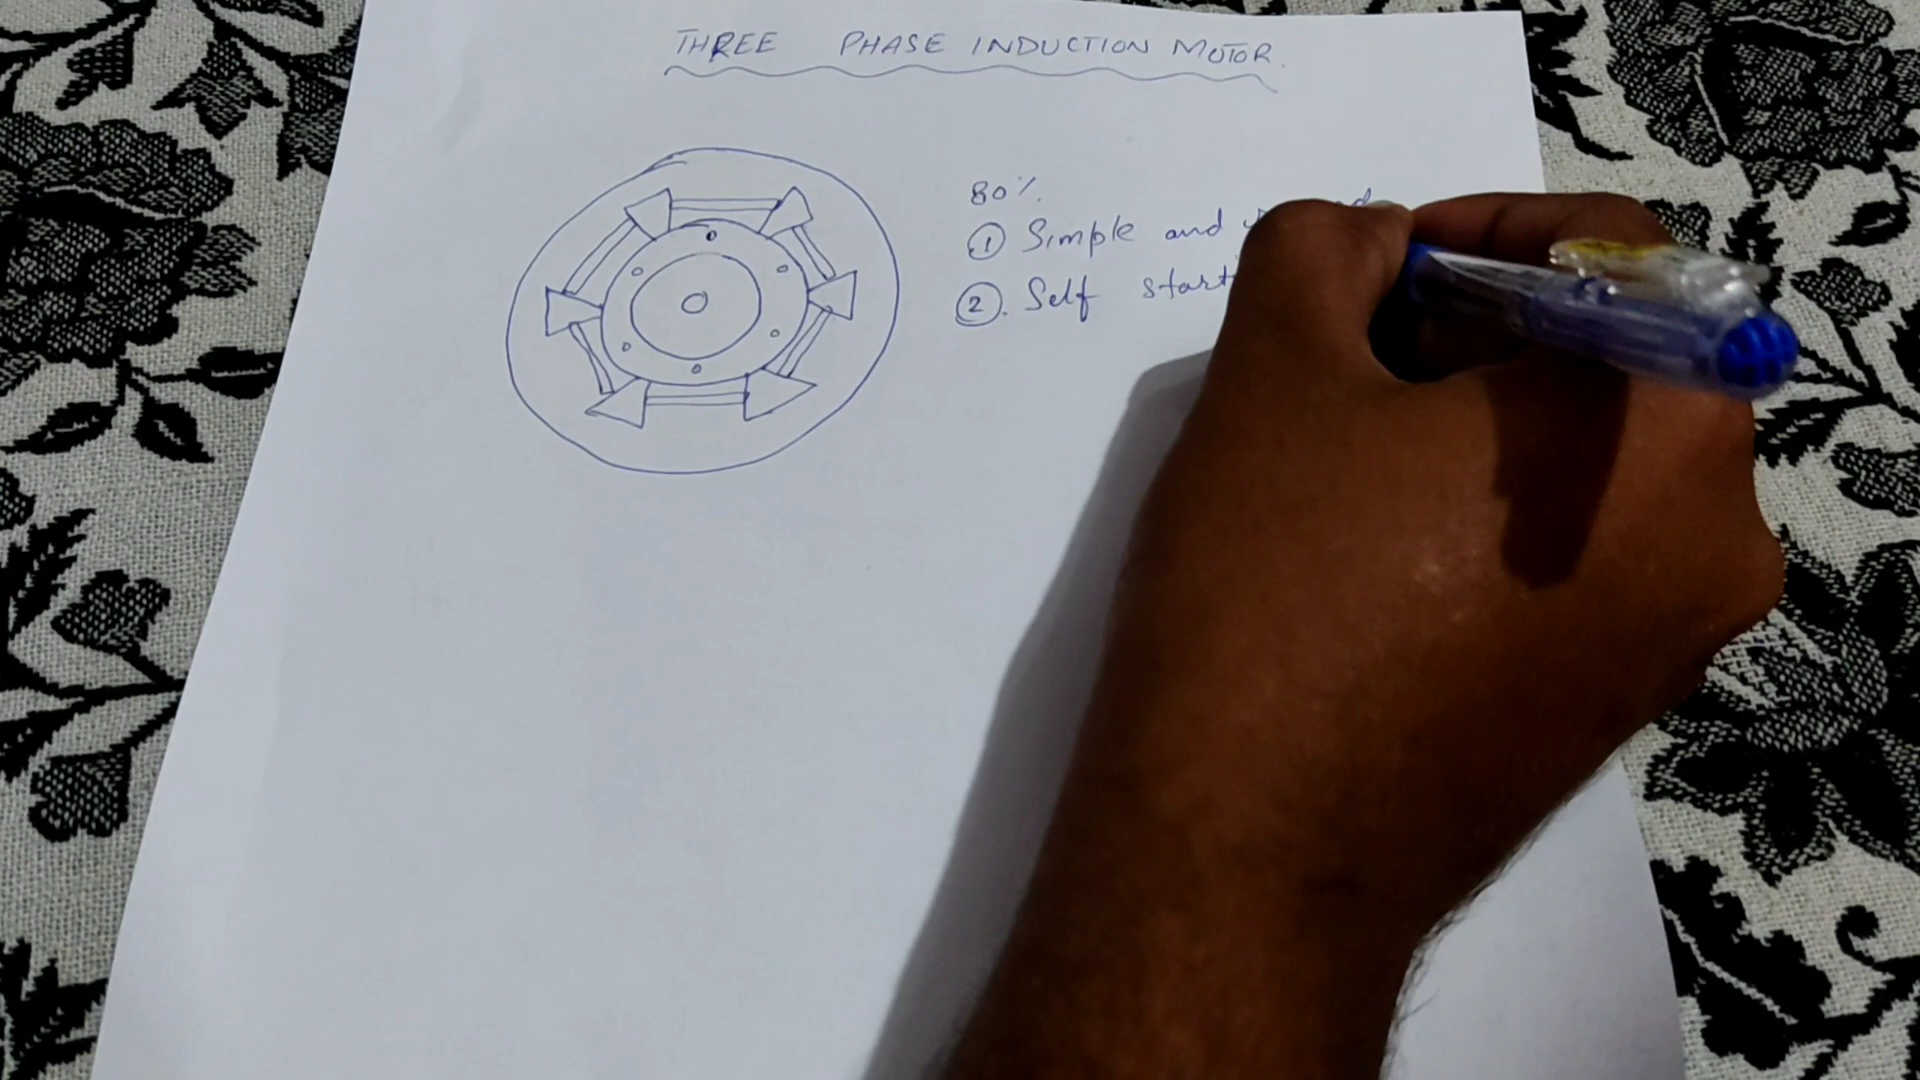 THREE PHASE INDUCTION MOTOR.
80%.
① Simple and
②. Self